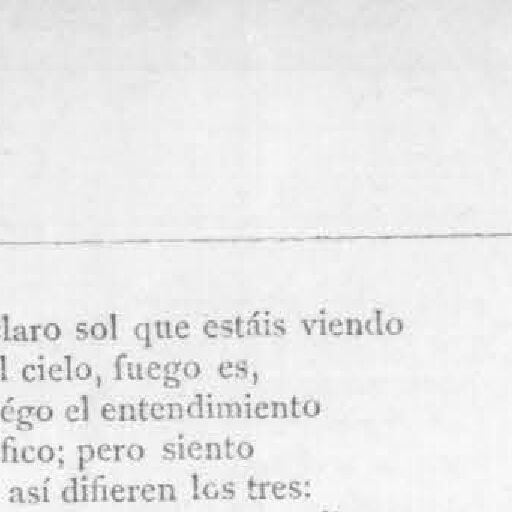 laro sol que estáis viendo
l cielo, fuego es,
égo el entendimiento
fico; pero siento
así difieren los tres: